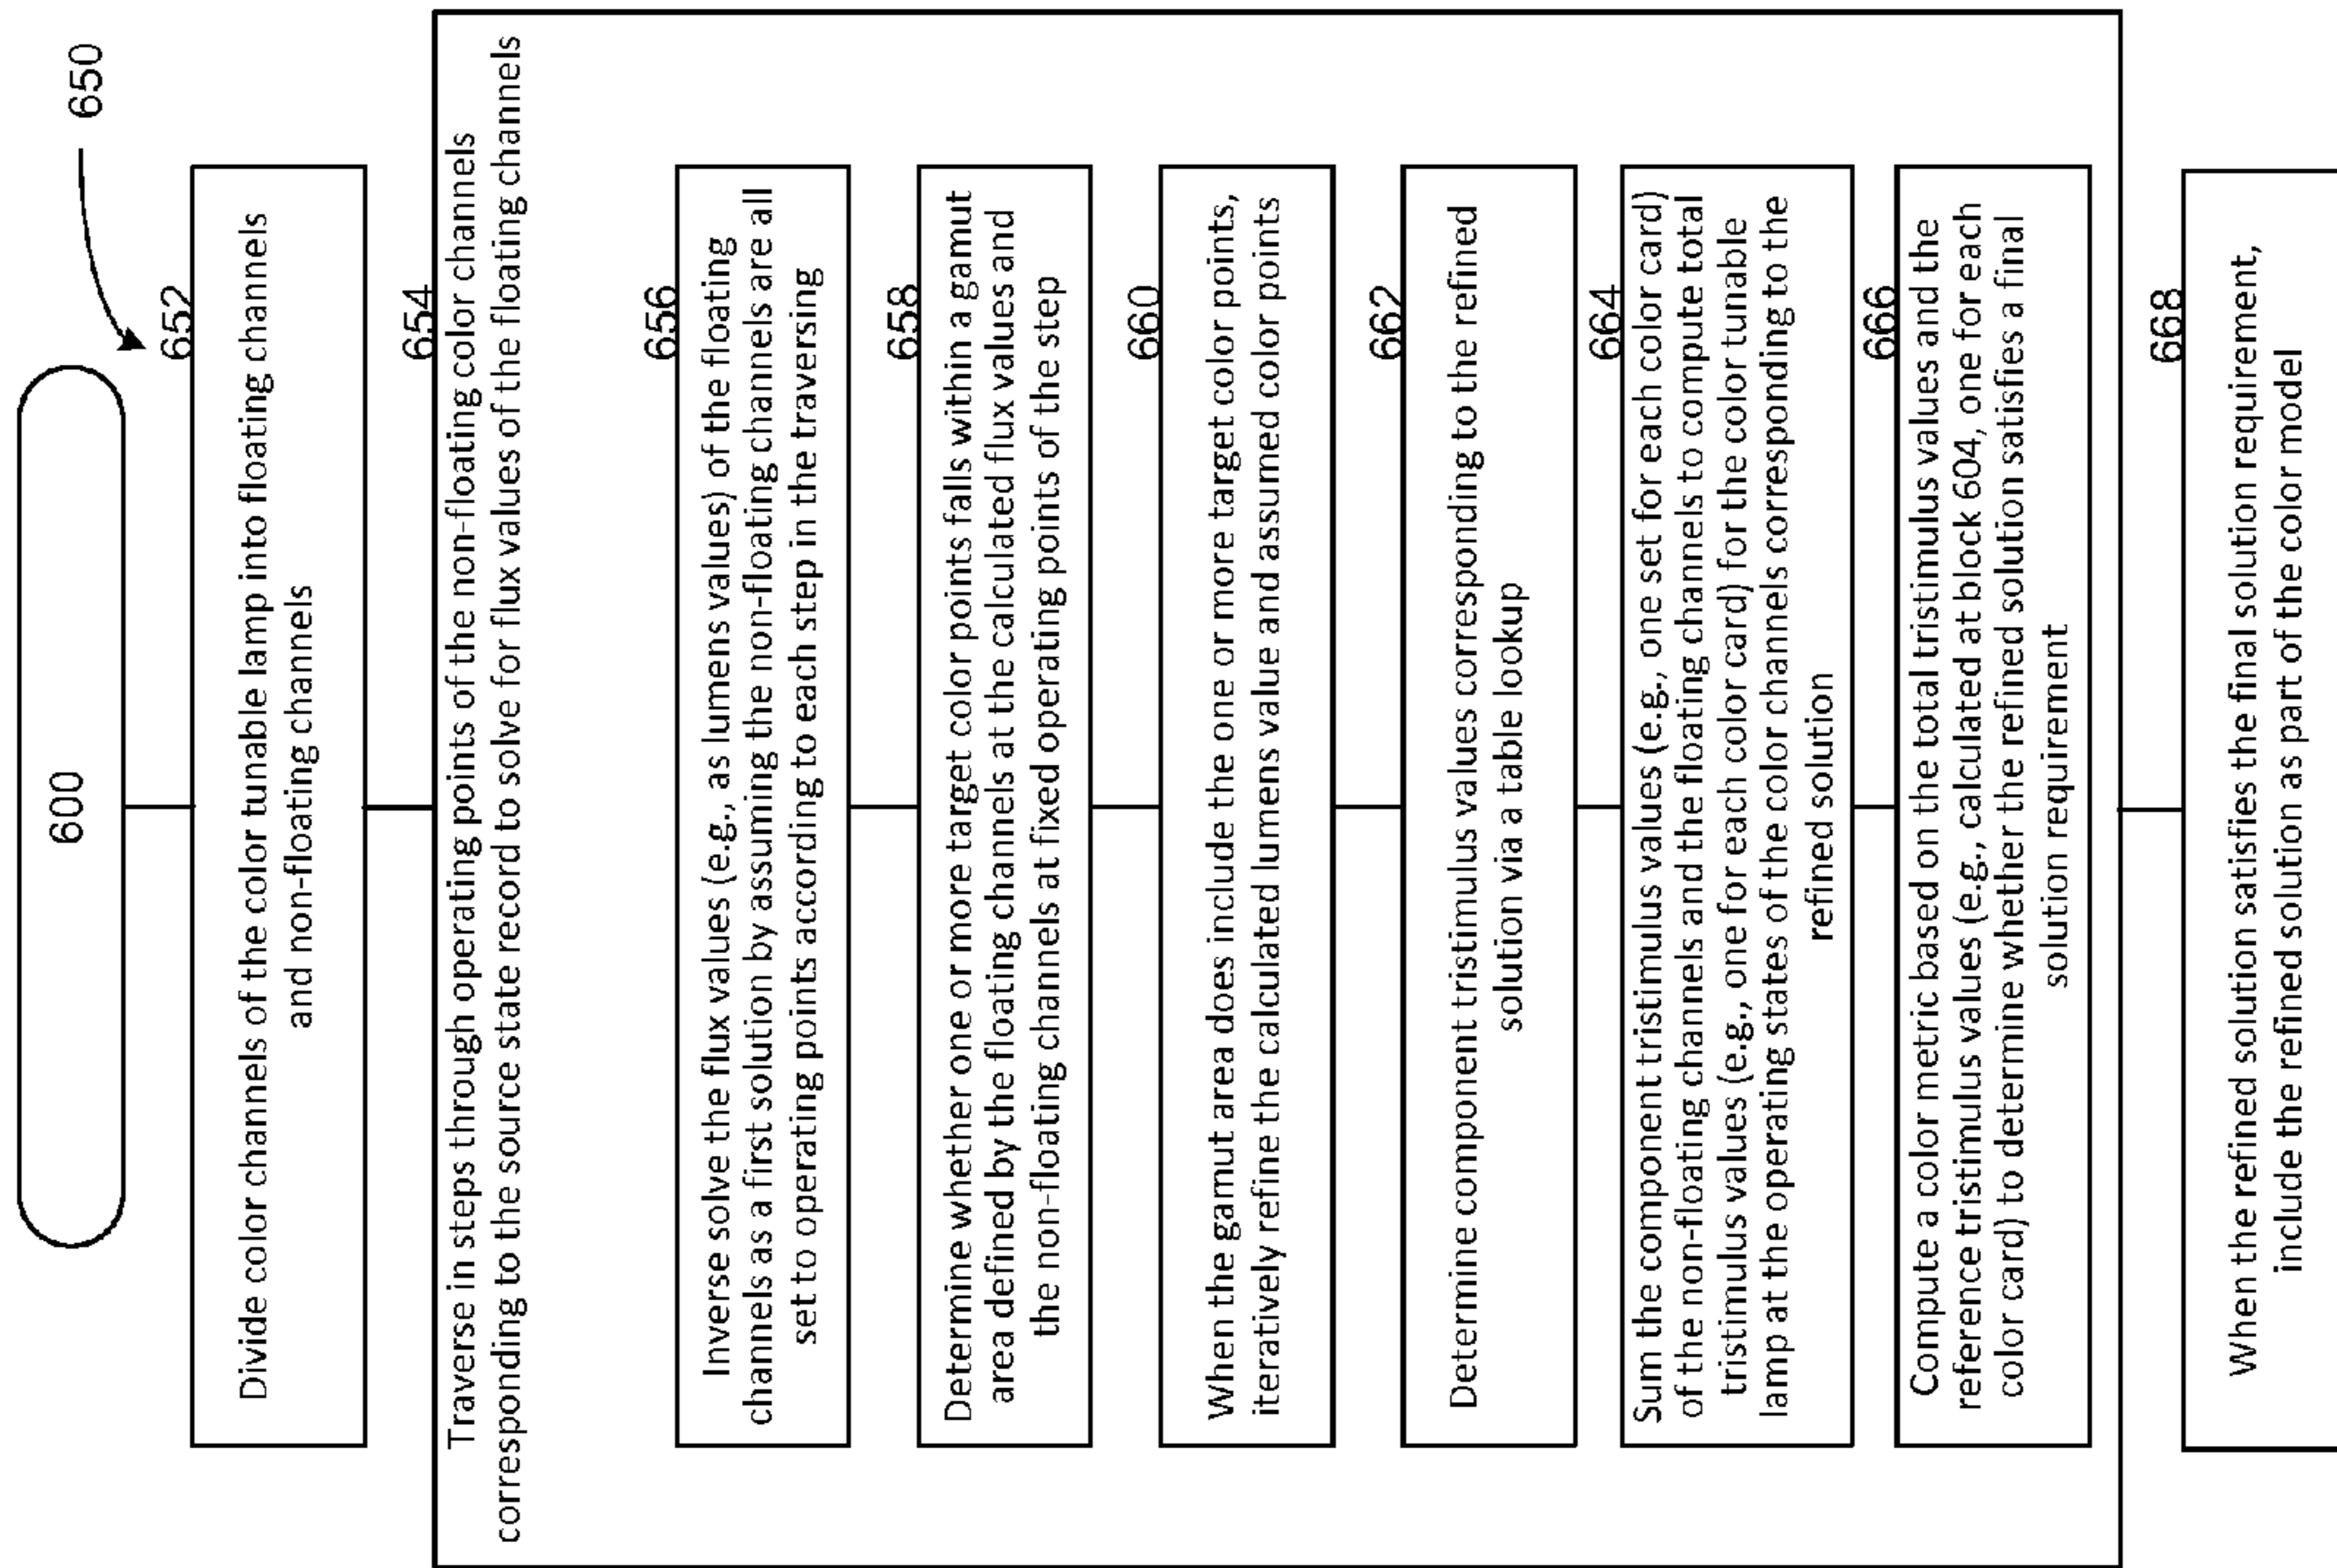 600
650
652
Divide color channels of the color tunable lamp into floating channels
and non-floating channels
654
Traverse in steps through operating points of the non-floating color channels
corresponding to the source state record to solve for flux values of the floating channels
656
Inverse solve the flux values (e.g., as lumens values) of the floating
channels as a first solution by assuming the non-floating channels are all
set to operating points according to each step in the traversing
658
Determine whether one or more target color points falls within a gamut
area defined by the floating channels at the calculated flux values and
the non-floating channels at fixed operating points of the step
660
When the gamut area does include the one or more target color points,
iteratively refine the calculated lumens value and assumed color points
662
Determine component tristimulus values corresponding to the refined
solution via a table lookup
664
Sum the component tristimulus values (e.g., one set for each color card)
of the non-floating channels and the floating channels to compute total
tristimulus values (e.g., one for each color card) for the color tunable
lamp at the operating states of the color channels corresponding to the
refined solution
666
Compute a color metric based on the total tristimulus values and the
reference tristimulus values (e.g., calculated at block 604, one for each
color card) to determine whether the refined solution satisfies a final
solution requirement
668
When the refined solution satisfies the final solution requirement,
include the refined solution as part of the color model